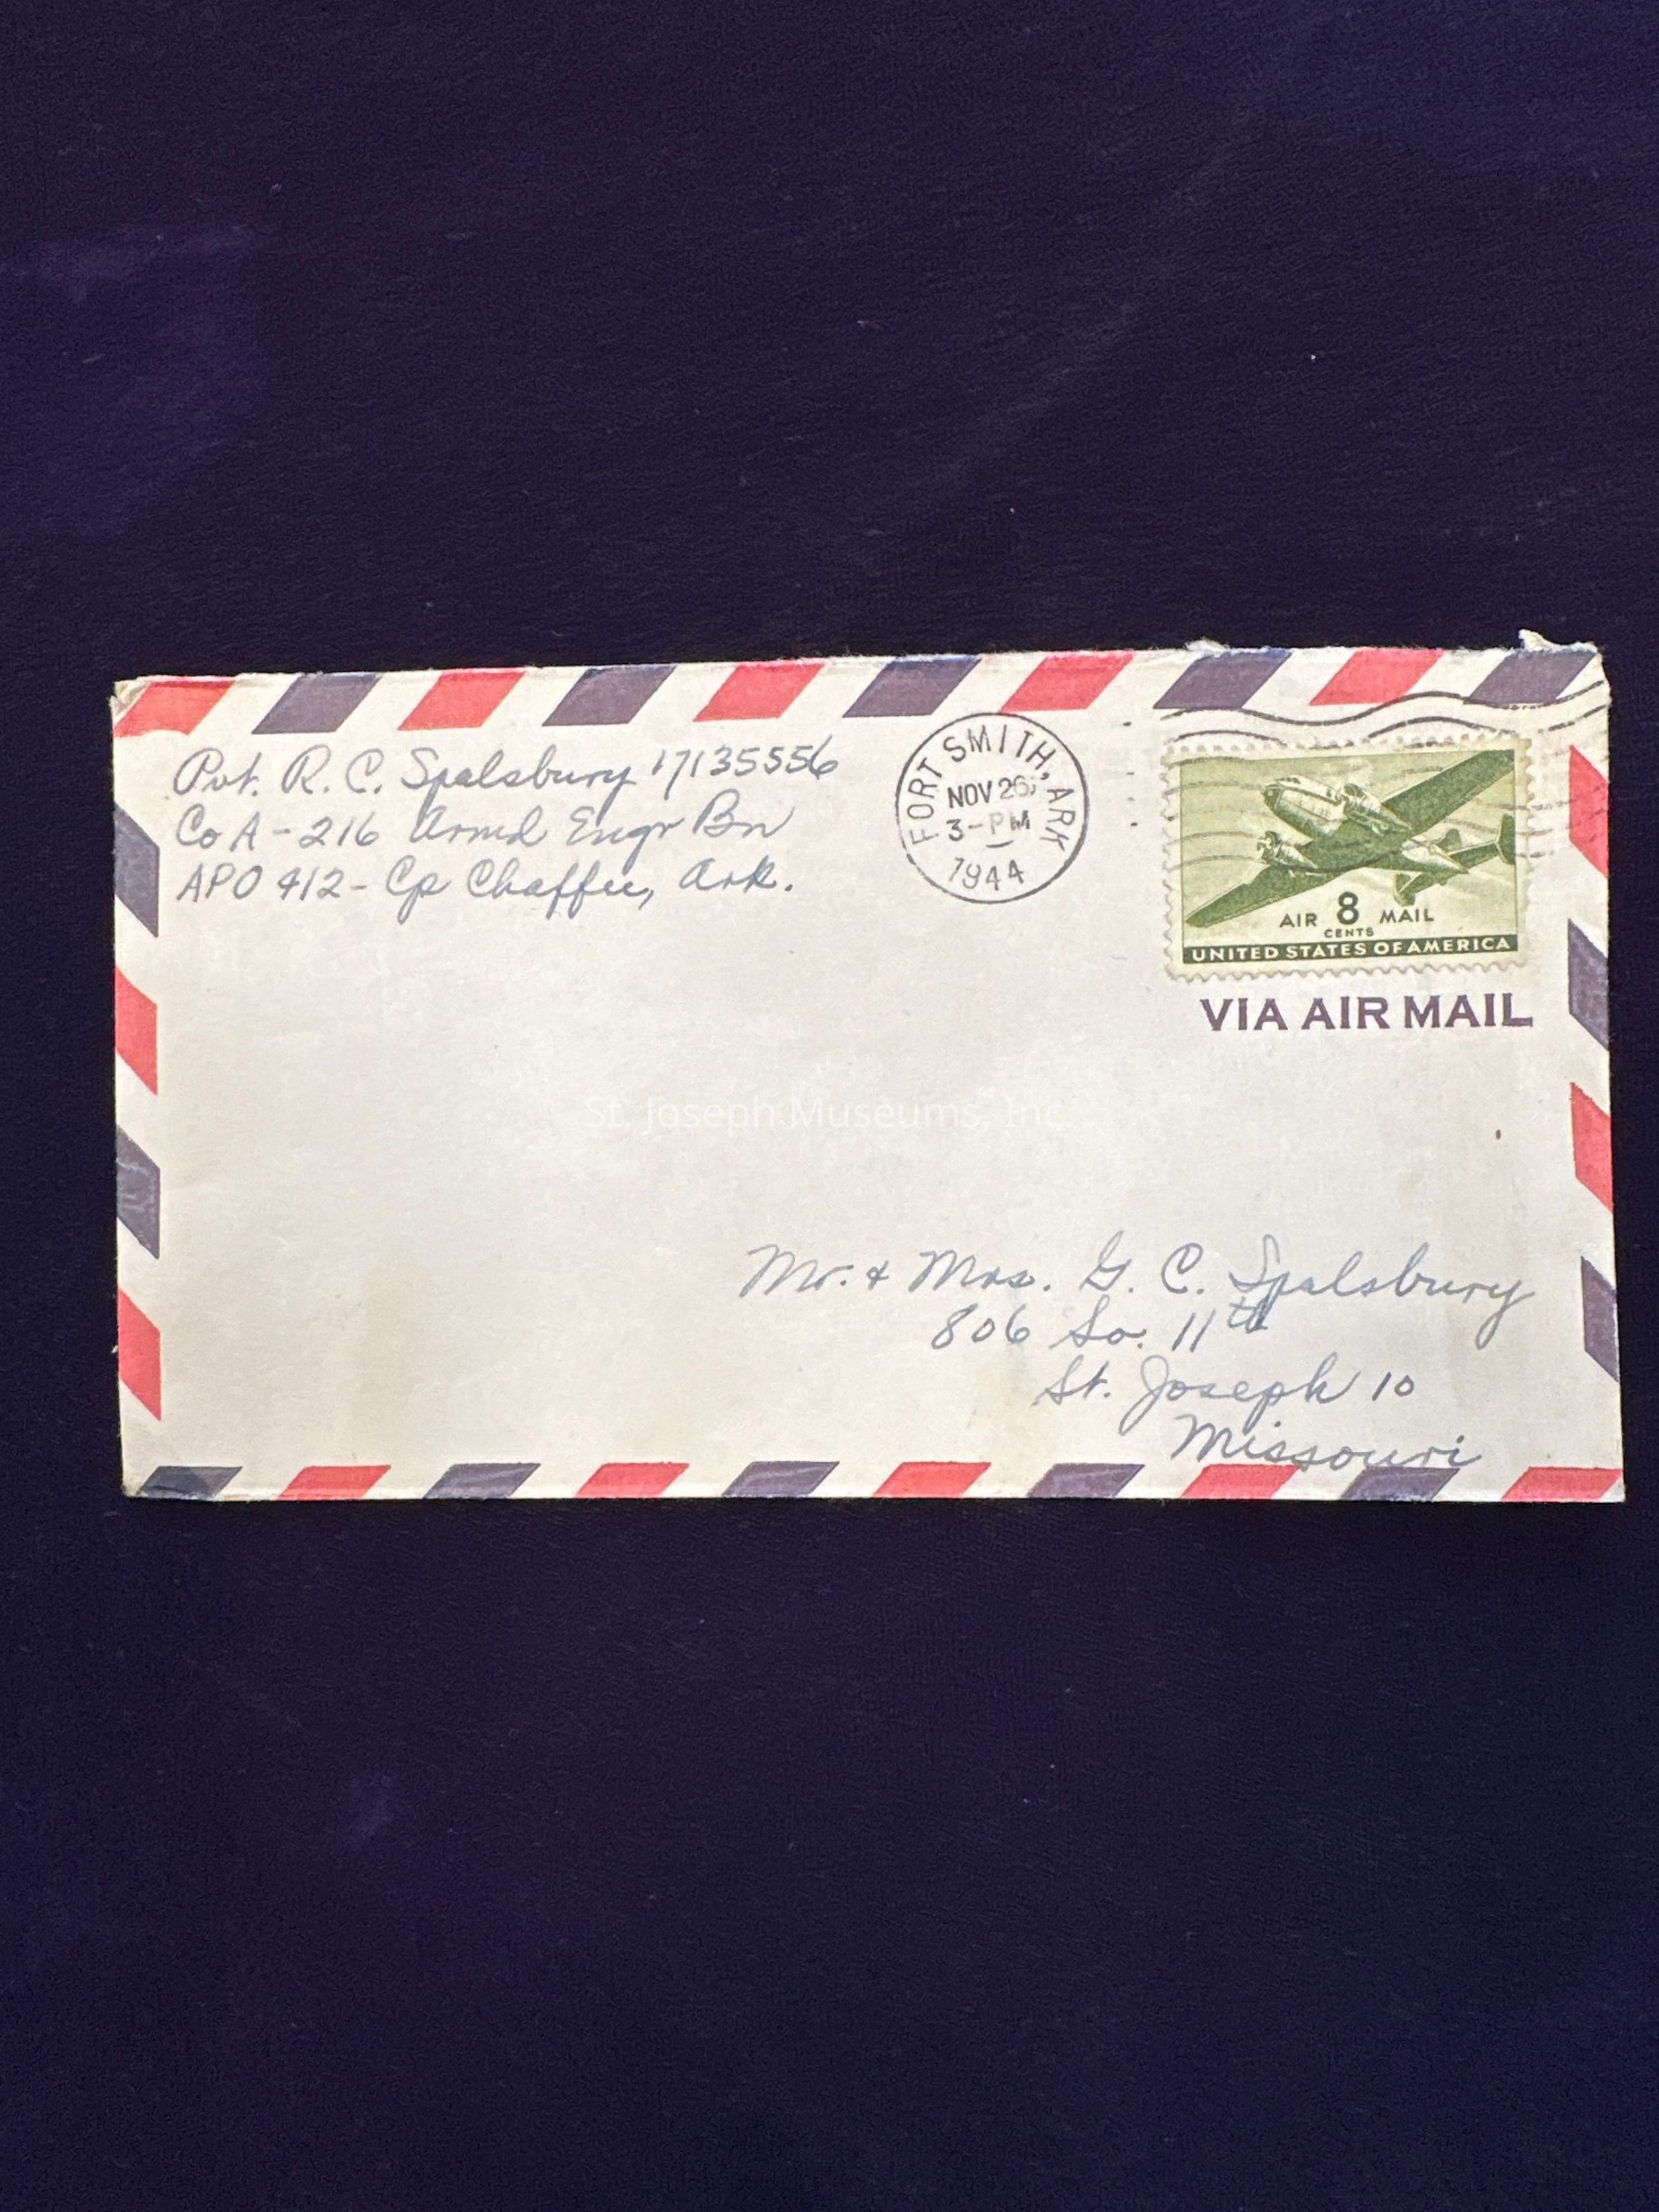 Pvt. R. C. Spalsbury 17135556
Co A - 216 Armd Engr Bn
APO 412 - Cp Chaffee, Ark.
FORT SMITH, ARK
NOV 26
3-PM
1944
AIR 8 MAIL
CENTS
UNITED STATES OF AMERICA
VIA AIR MAIL
St. Joseph Museums, Inc.
Mr. & Mrs. G. C. Spalsbury
806 So. 11th
St. Joseph 10
Missouri